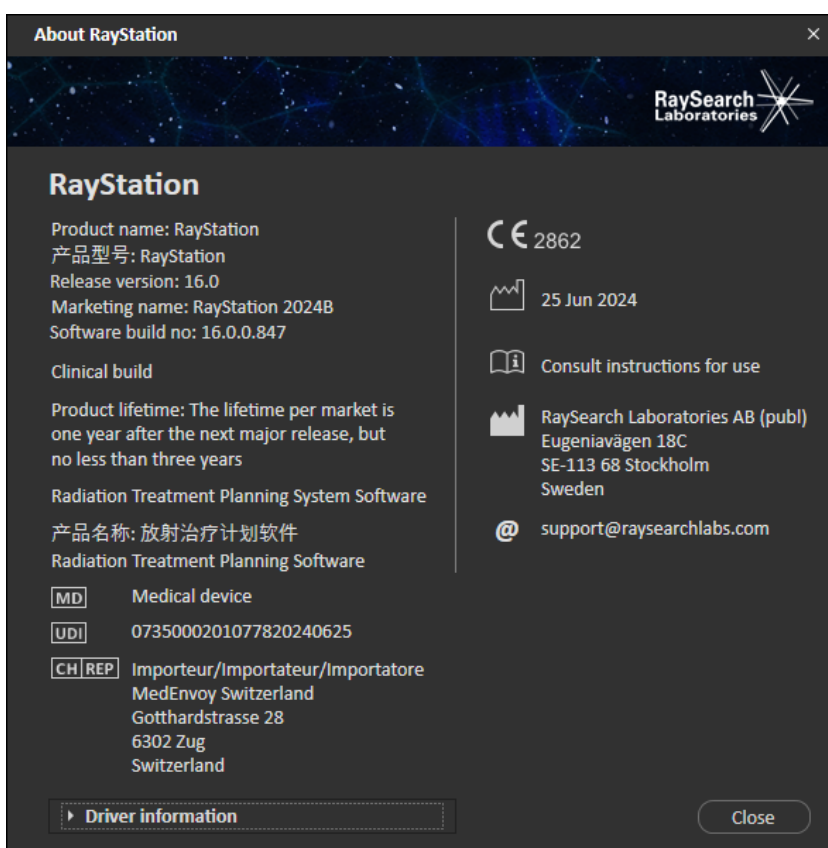 About RayStation
RaySearch
Laboratories
RayStation
Product name: RayStation
产品型号: RayStation
Release version: 16.0
Marketing name: RayStation 2024B
Software build no: 16.0.0.847
Clinical build
Product lifetime: The lifetime per market is
one year after the next major release, but
no less than three years
Radiation Treatment Planning System Software
产品名称: 放射治疗计划软件
Radiation Treatment Planning Software
MD Medical device
UDI 0735000201077820240625
CH REP Importeur/Importateur/Importatore
MedEnvoy Switzerland
Gotthardstrasse 28
6302 Zug
Switzerland
CE 2862
25 Jun 2024
i Consult instructions for use
RaySearch Laboratories AB (publ)
Eugeniavägen 18C
SE-113 68 Stockholm
Sweden
@ support@raysearchlabs.com
Driver information
Close